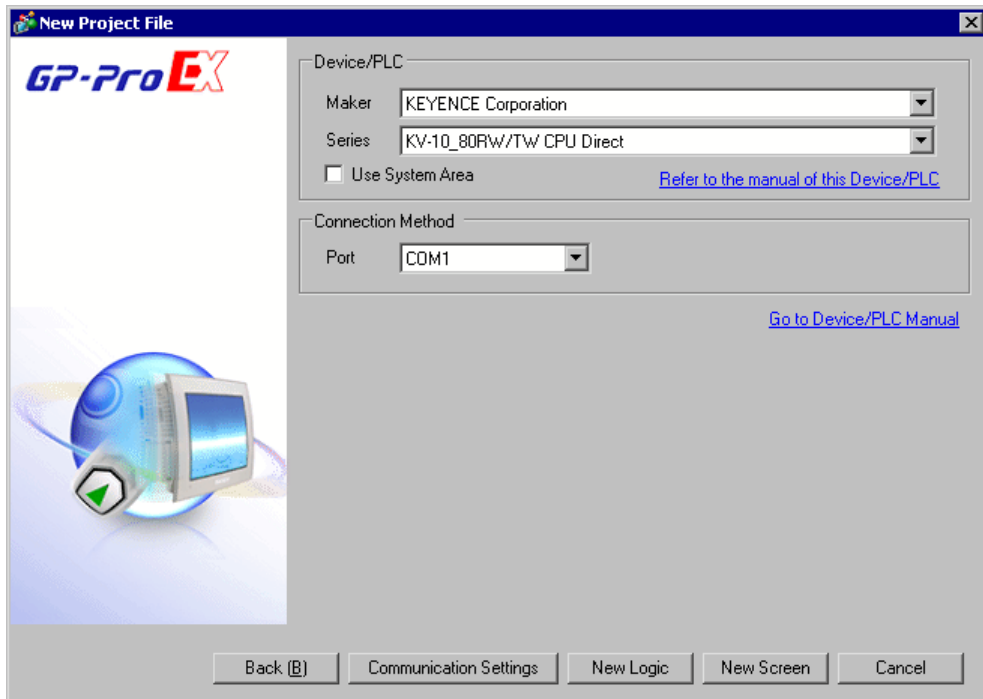 New Project File
GP-Pro EX
Device/PLC
Maker KEYENCE Corporation
Series KV-10_80RW/TW CPU Direct
Use System Area Refer to the manual of this Device/PLC
Connection Method
Port COM1
Go to Device/PLC Manual
Back (B) Communication Settings New Logic New Screen Cancel